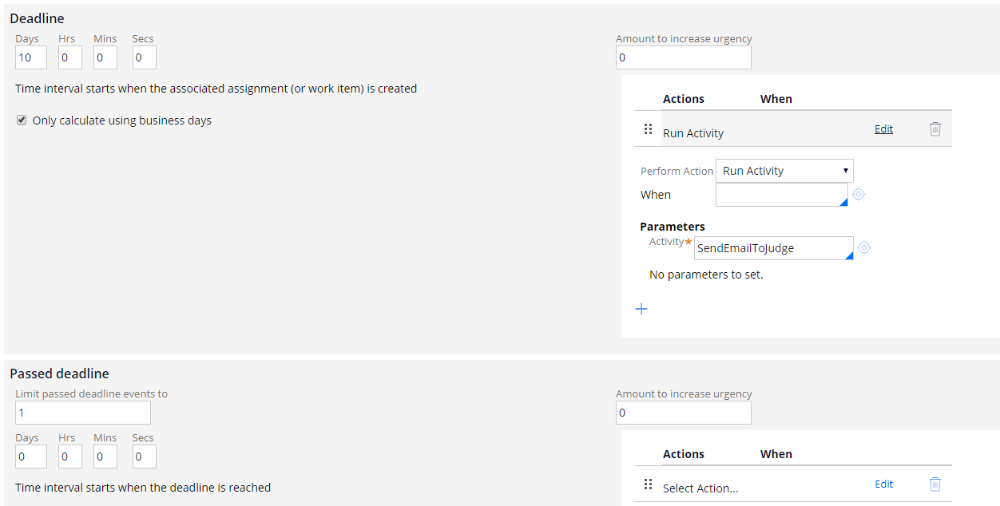 Deadline
Days Hrs Mins Secs
10 0 0 0
Time interval starts when the associated assignment (or work item) is created
Only calculate using business days
Amount to increase urgency
0
Actions When
Run Activity Edit
Perform Action Run Activity
When
Parameters
Activity* SendEmailToJudge
No parameters to set.
Passed deadline
Limit passed deadline events to
1
Days Hrs Mins Secs
0 0 0 0
Time interval starts when the deadline is reached
Amount to increase urgency
0
Actions When
Select Action... Edit